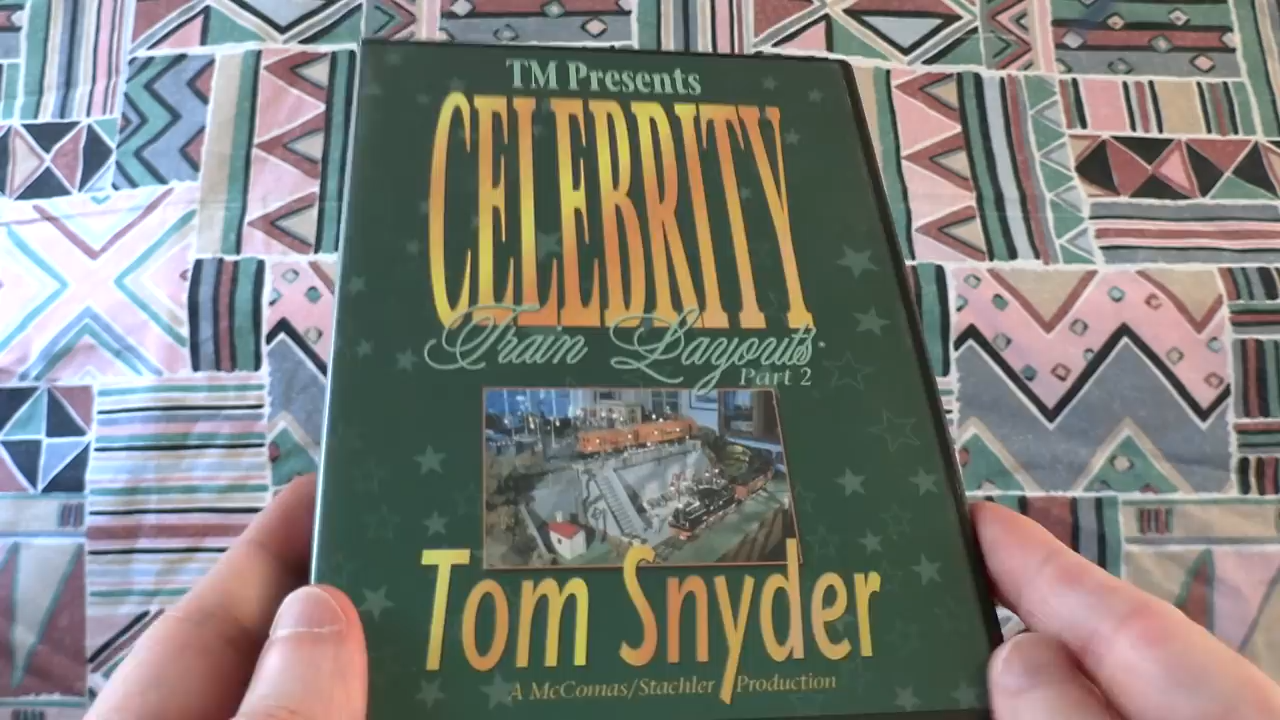 TM Presents
CELEBRITY
Train Layouts
Part 2
Tom Snyder
A McComas/Stachler Production